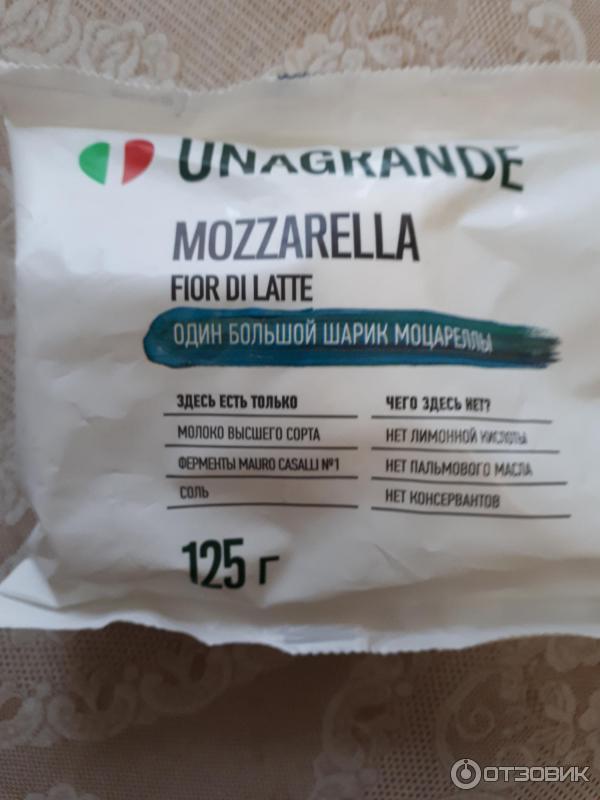 UNAGRANDE
MOZZARELLA
FIOR DI LATTE
ОДИН БОЛЬШОЙ ШАРИК МОЦАРЕЛЛЫ
ЗДЕСЬ ЕСТЬ ТОЛЬКО
МОЛОКО ВЫСШЕГО СОРТА
ФЕРМЕНТЫ MAURO CASALLI №1
СОЛЬ
ЧЕГО ЗДЕСЬ НЕТ?
НЕТ ЛИМОННОЙ КИСЛОТЫ
НЕТ ПАЛЬМОВОГО МАСЛА
НЕТ КОНСЕРВАНТОВ
125 г
ОТЗОВИК